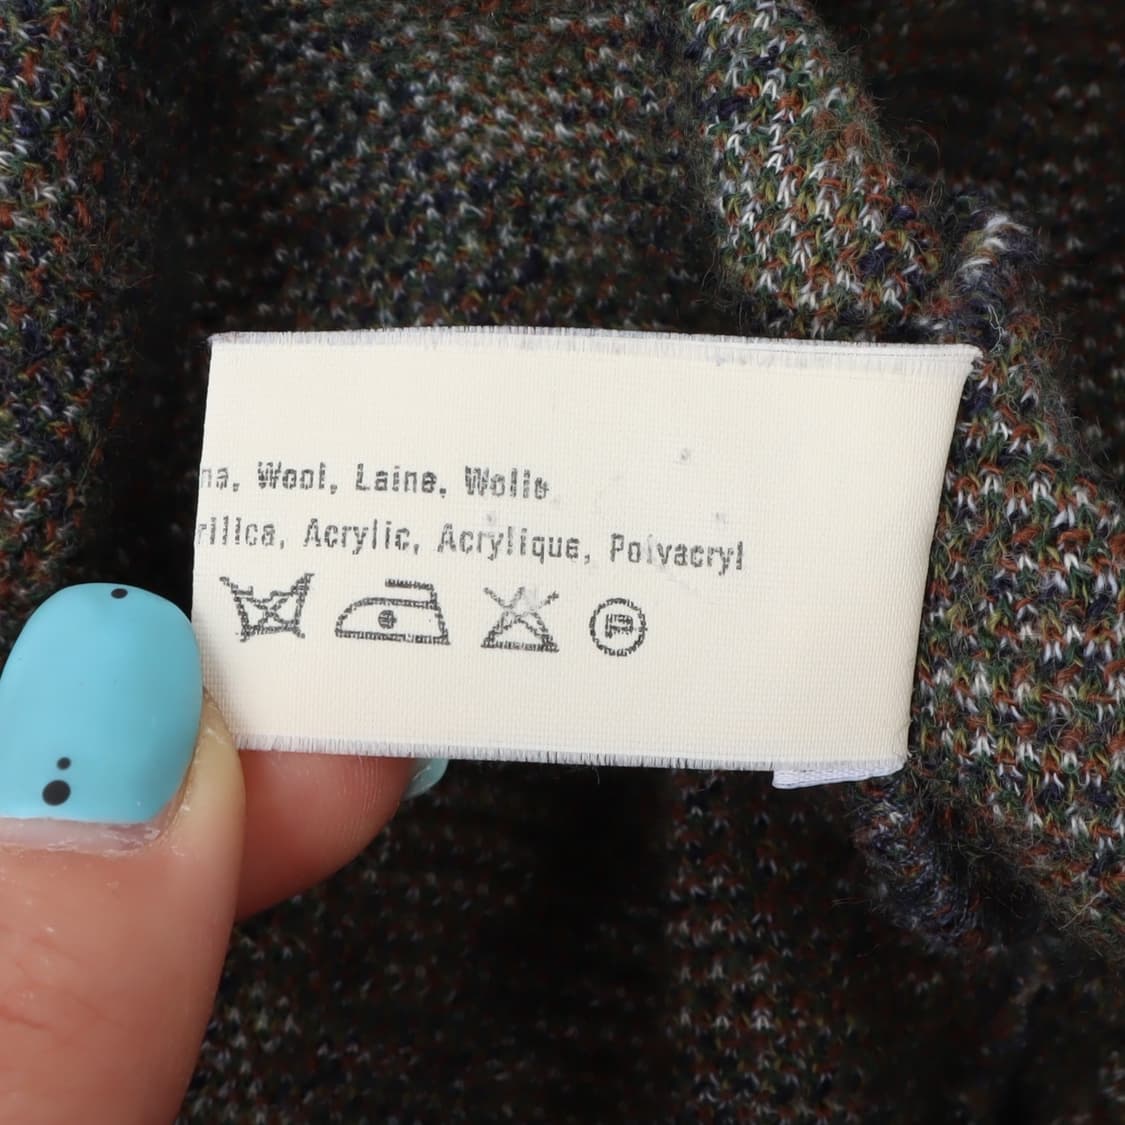 na, Wool, Laine, Wolle
rilica, Acrylic, Acrylique, Polyacryl
P